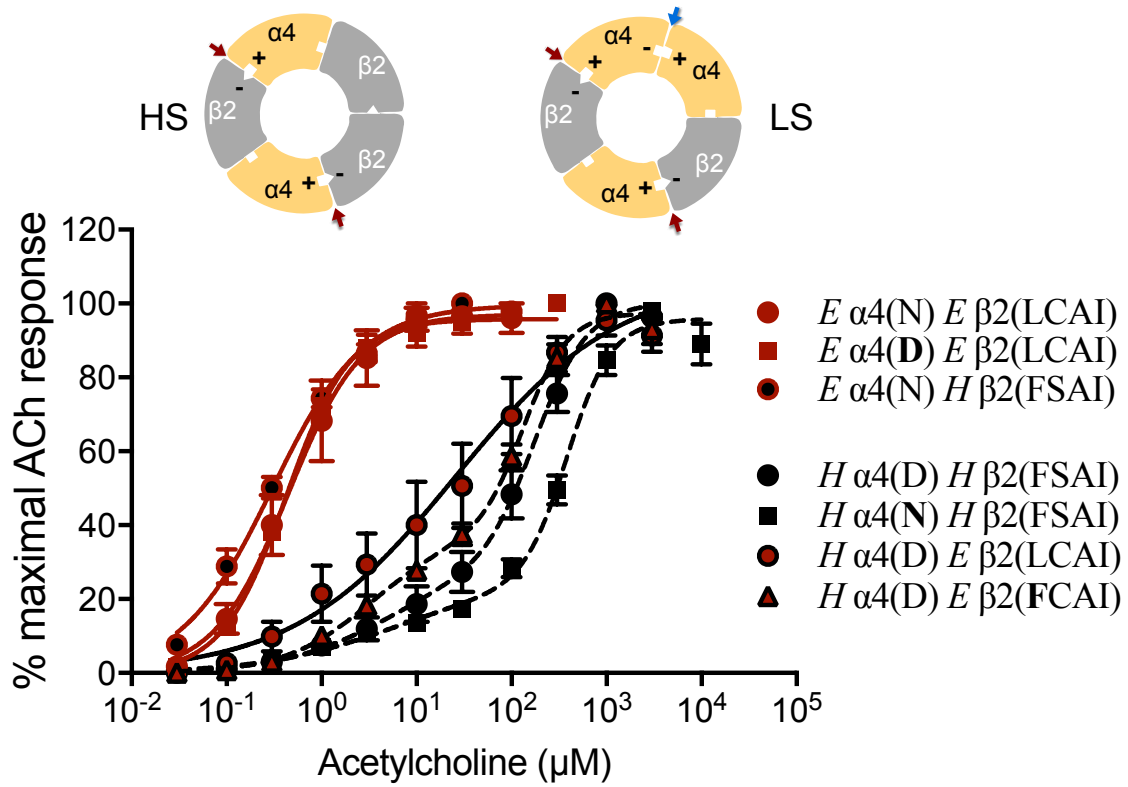 HS
α4
+
-
β2
β2
β2
α4
+
-
LS
α4
-
+
α4
+
-
β2
β2
α4
+
-
% maximal ACh response
120
100
80
60
40
20
0
10-2
10-1
100
101
102
103
104
105
Acetylcholine (µM)
E α4(N) E β2(LCAI)
E α4(D) E β2(LCAI)
E α4(N) H β2(FSAI)
H α4(D) H β2(FSAI)
H α4(N) H β2(FSAI)
H α4(D) E β2(LCAI)
H α4(D) E β2(FCAI)